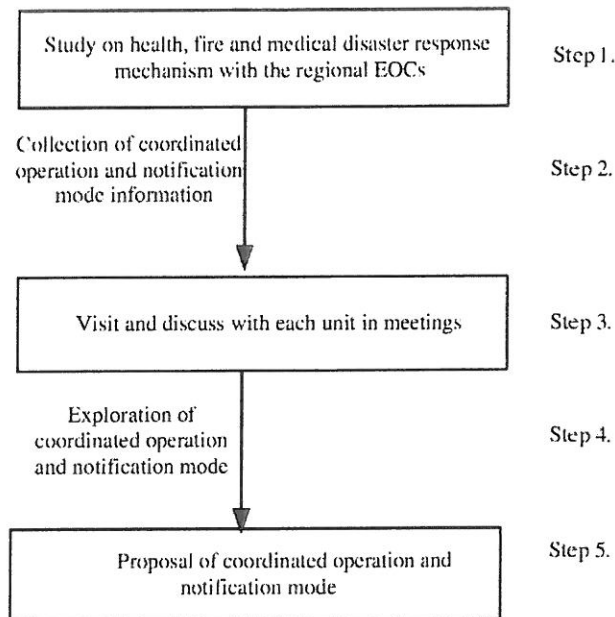 Study on health, fire and medical disaster response
mechanism with the regional EOCs
Step 1.
Collection of coordinated
operation and notification
mode information
Step 2.
Visit and discuss with each unit in meetings
Step 3.
Exploration of
coordinated operation
and notification mode
Step 4.
Proposal of coordinated operation and
notification mode
Step 5.